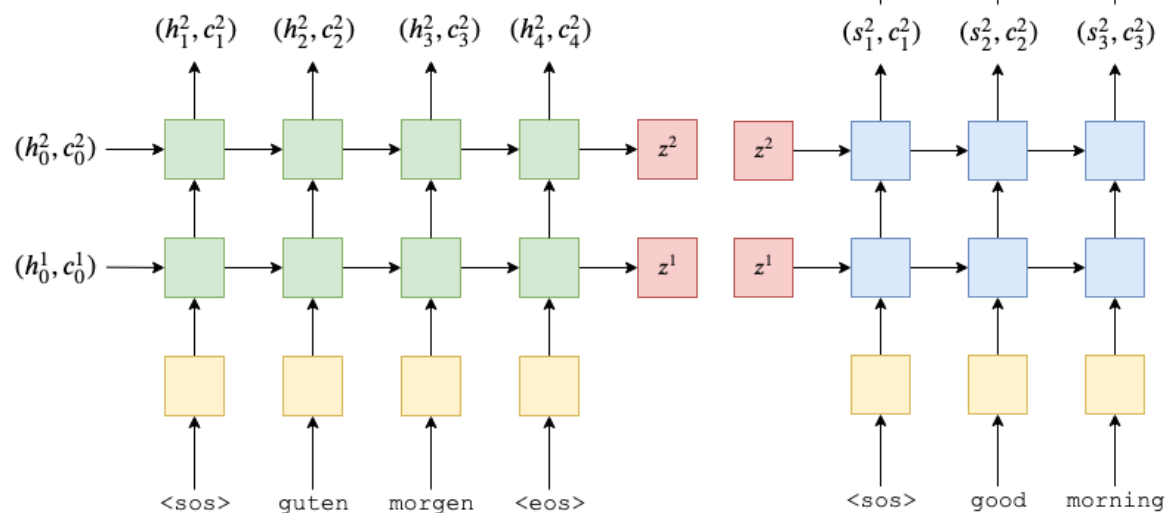 (h_1^2, c_1^2) (h_2^2, c_2^2) (h_3^2, c_3^2) (h_4^2, c_4^2) (s_1^2, c_1^2) (s_2^2, c_2^2) (s_3^2, c_3^2)
(h_0^2, c_0^2) z^2 z^2
(h_0^1, c_0^1) z^1 z^1
<sos> guten morgen <eos> <sos> good morning